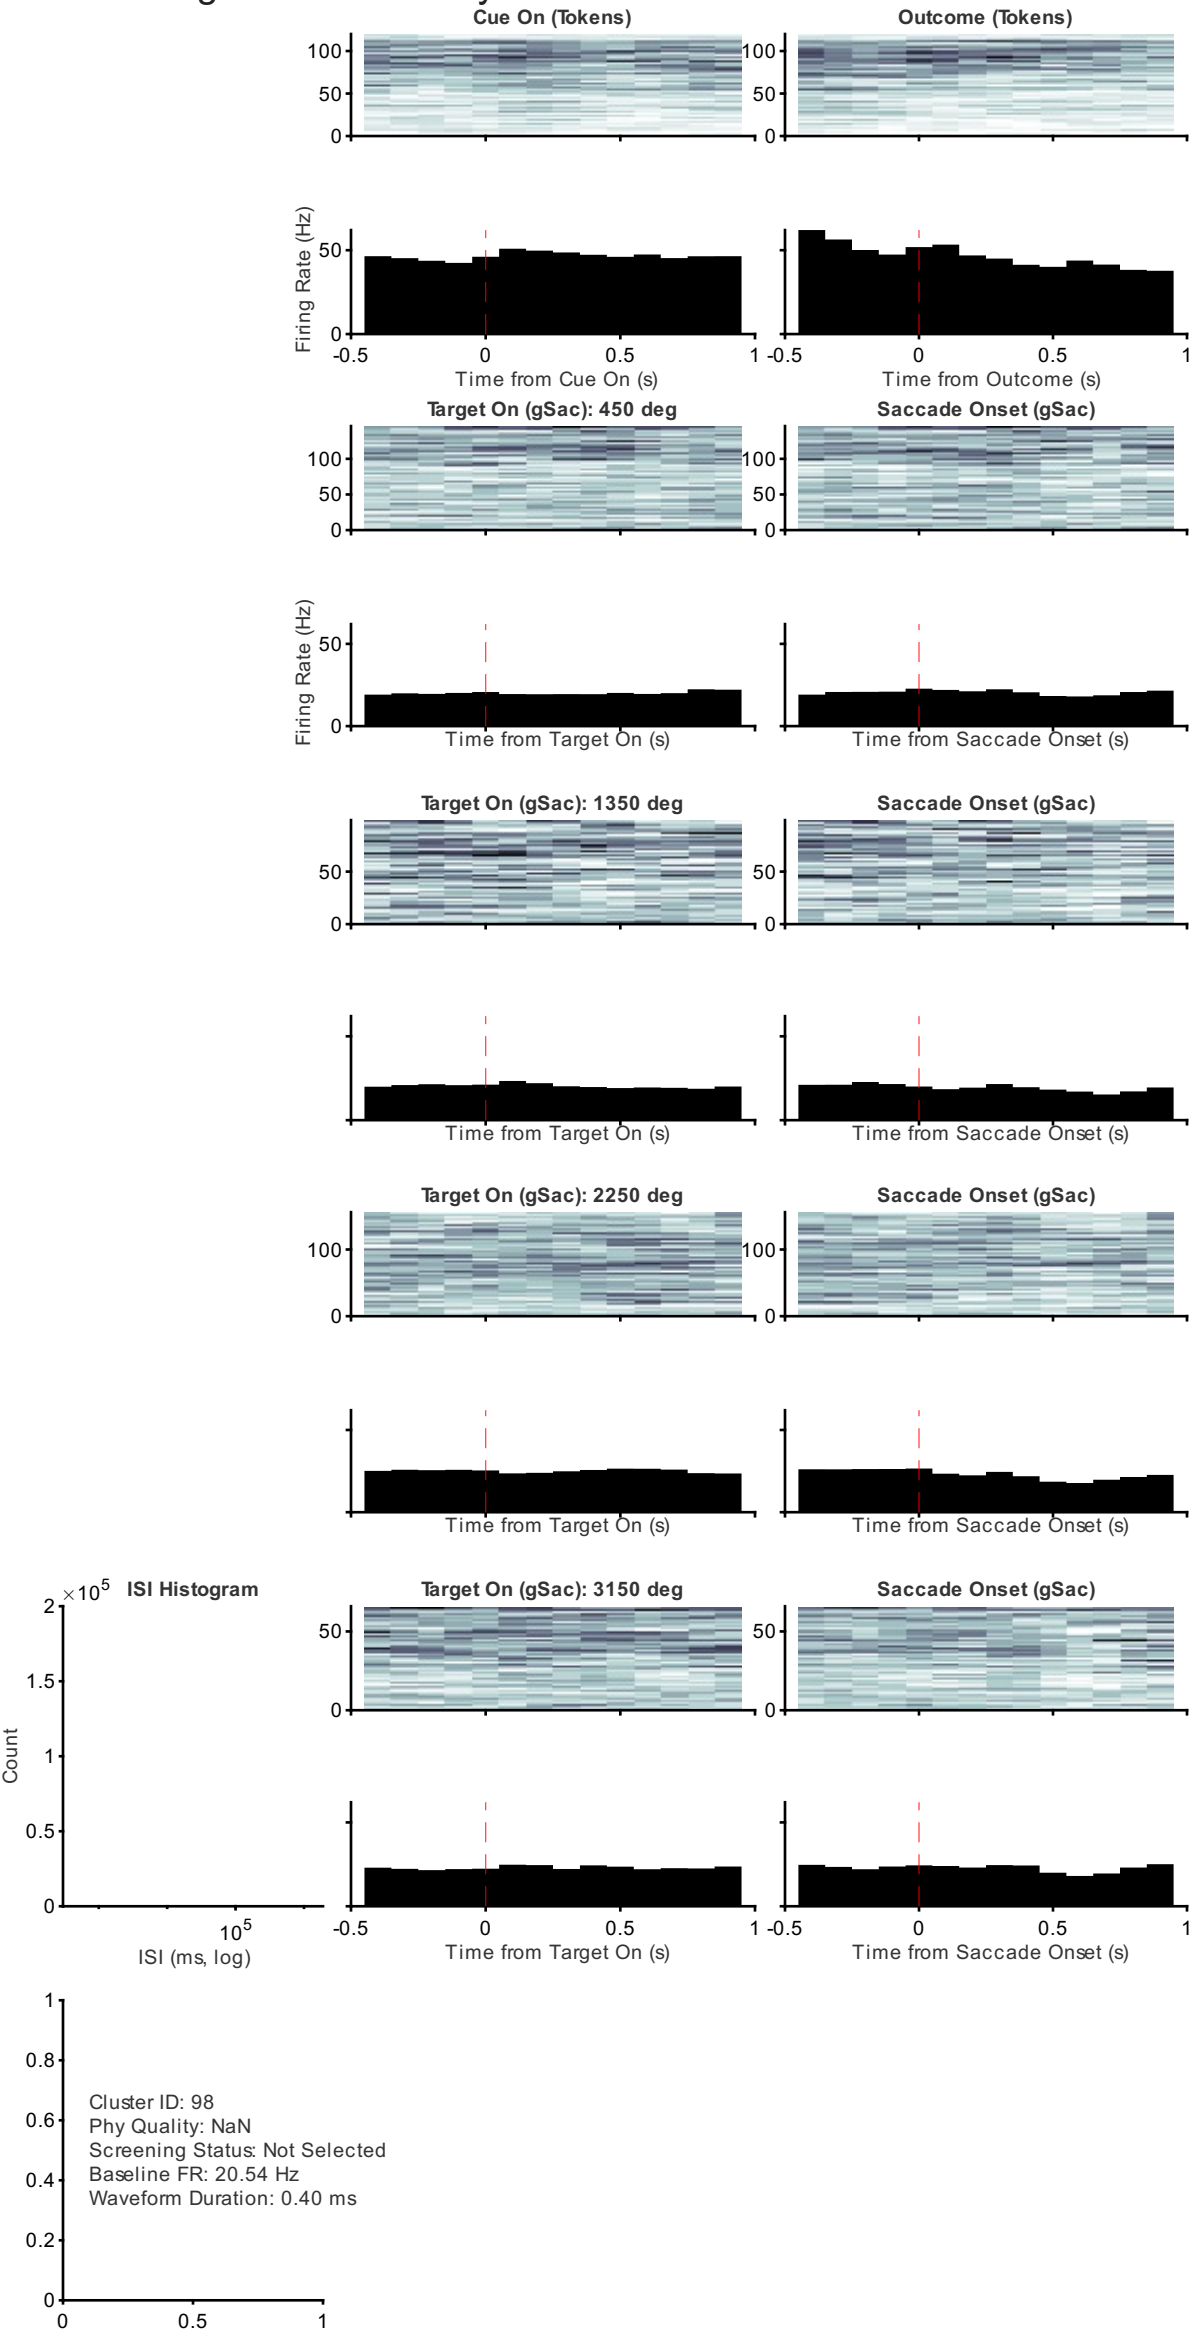 Cue On (Tokens)
Outcome (Tokens)
100
50
0
100
50
0
Firing Rate (Hz)
50
0
-0.5
0
0.5
1
-0.5
0
0.5
1
Time from Cue On (s)
Time from Outcome (s)
Target On (gSac): 450 deg
Saccade Onset (gSac)
100
50
0
100
50
0
Firing Rate (Hz)
50
0
Time from Target On (s)
Time from Saccade Onset (s)
Target On (gSac): 1350 deg
Saccade Onset (gSac)
50
0
50
0
Time from Target On (s)
Time from Saccade Onset (s)
Target On (gSac): 2250 deg
Saccade Onset (gSac)
100
0
100
0
Time from Target On (s)
Time from Saccade Onset (s)
ISI Histogram
Target On (gSac): 3150 deg
Saccade Onset (gSac)
×10⁵
2
1.5
1
0.5
0
Count
10⁵
ISI (ms, log)
50
0
50
0
-0.5
0
0.5
1
-0.5
0
0.5
1
Time from Target On (s)
Time from Saccade Onset (s)
1
0.8
0.6
0.4
0.2
0
Cluster ID: 98
Phy Quality: NaN
Screening Status: Not Selected
Baseline FR: 20.54 Hz
Waveform Duration: 0.40 ms
0
0.5
1